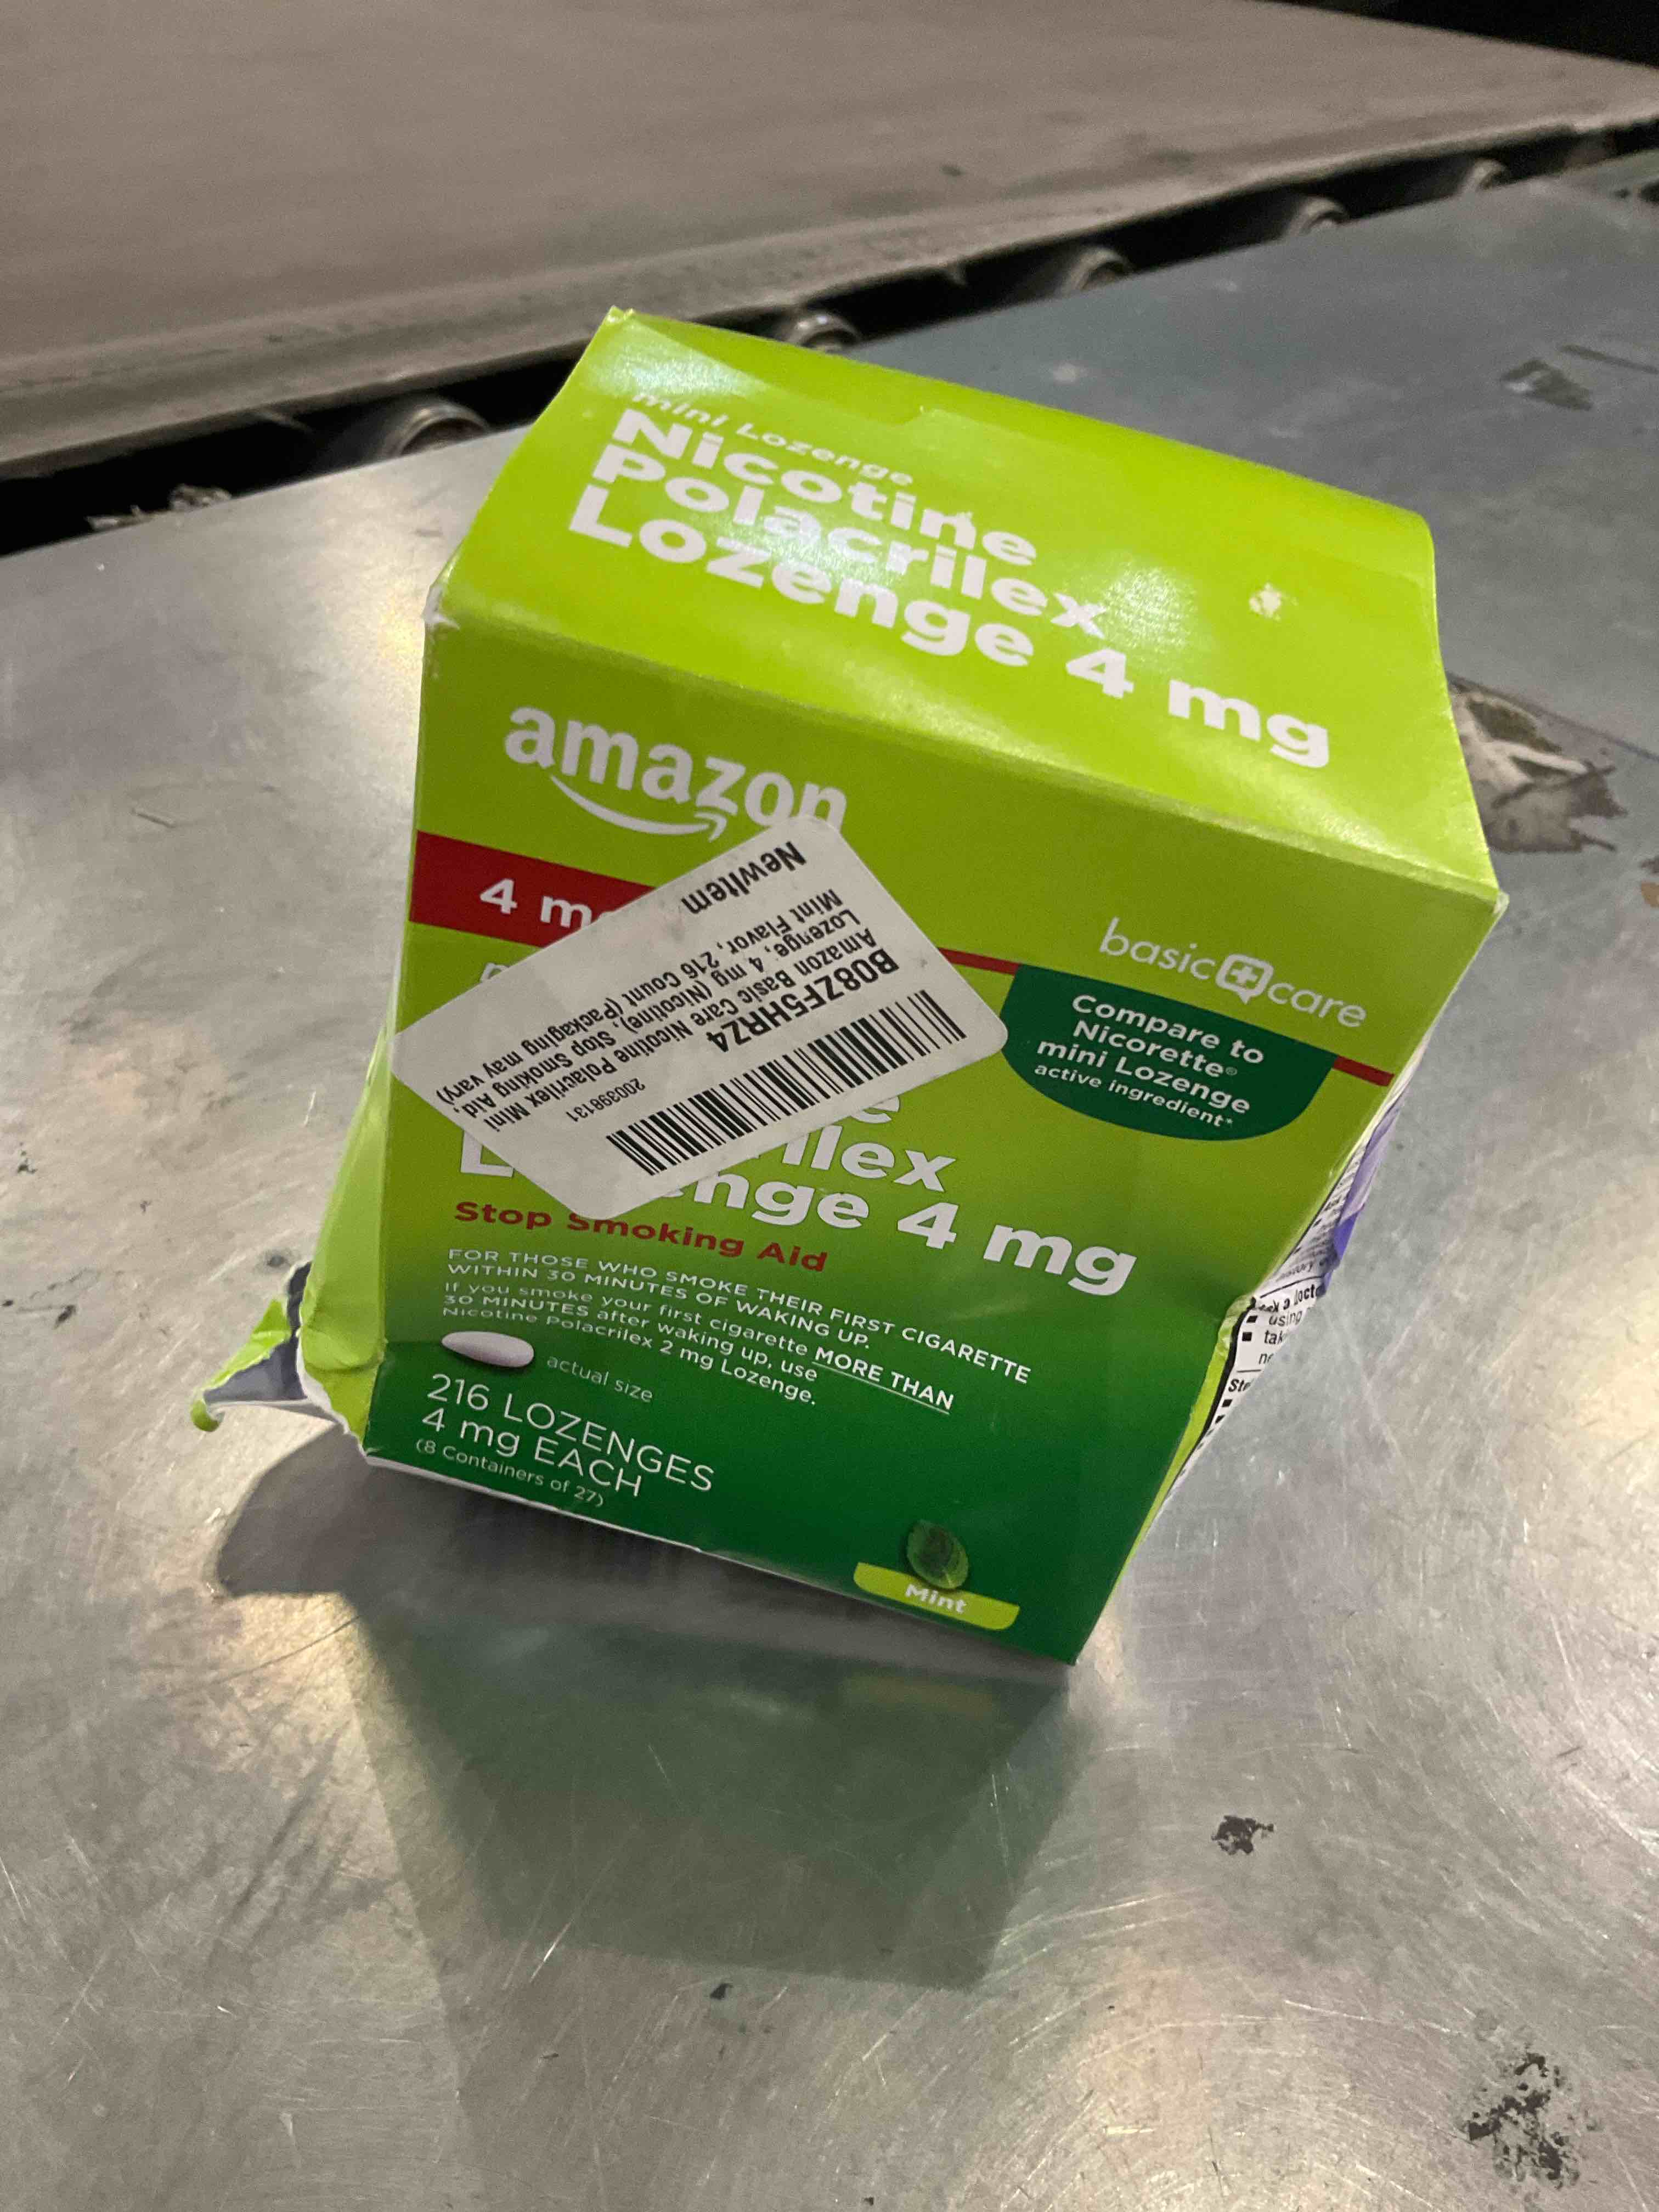 mini Lozenge
Nicotine
Polacrilex
Lozenge 4 mg
amazon
basic care
4
Compare to
Nicorette®
mini Lozenge
active ingredient*
NewItem
Mint Flavor, 216 Count (Packaging may vary)
Lozenge, 4 mg (Nicotine), Stop Smoking Aid,
Amazon Basic Care Nicotine Polacrilex Mini
B08ZF5HRZ4
200398131
4 mg
Stop Smoking Aid
FOR THOSE WHO SMOKE THEIR FIRST CIGARETTE
WITHIN 30 MINUTES OF WAKING UP.
If you smoke your first cigarette MORE THAN
30 MINUTES after waking up, use
Nicotine Polacrilex 2 mg Lozenge.
actual size
216 LOZENGES
4 mg EACH
(8 Containers of 27)
Mint
using